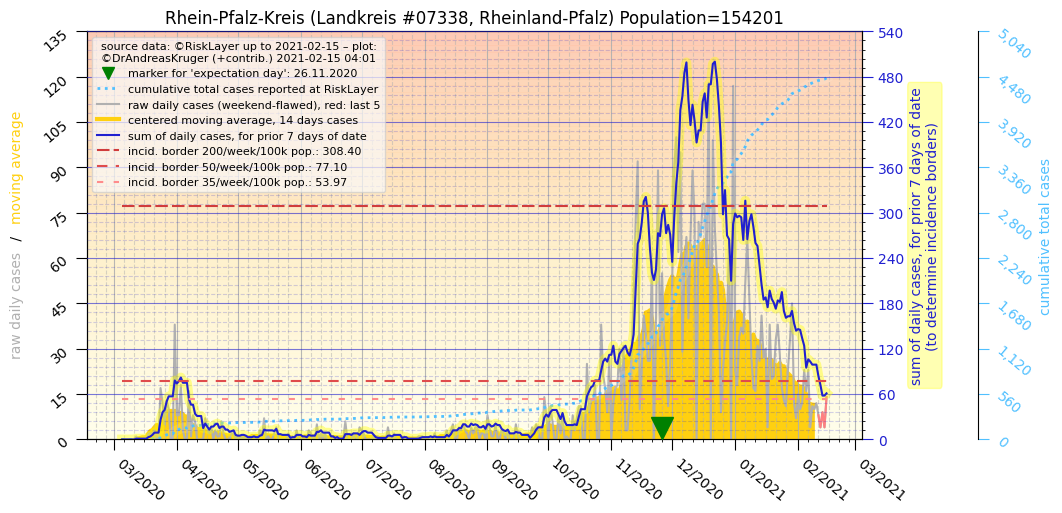 Rhein-Pfalz-Kreis (Landkreis #07338, Rheinland-Pfalz) Population=154201
source data: ©RiskLayer up to 2021-02-15 – plot:
©DrAndreasKruger (+contrib.) 2021-02-15 04:01
marker for 'expectation day': 26.11.2020
cumulative total cases reported at RiskLayer
raw daily cases (weekend-flawed), red: last 5
centered moving average, 14 days cases
sum of daily cases, for prior 7 days of date
incid. border 200/week/100k pop.: 308.40
incid. border 50/week/100k pop.: 77.10
incid. border 35/week/100k pop.: 53.97
raw daily cases / moving average
135
120
105
90
75
60
45
30
15
0
540
480
420
360
300
240
180
120
60
0
sum of daily cases, for prior 7 days of date
(to determine incidence borders)
5,040
4,480
3,920
3,360
2,800
2,240
1,680
1,120
560
0
cumulative total cases
03/2020
04/2020
05/2020
06/2020
07/2020
08/2020
09/2020
10/2020
11/2020
12/2020
01/2021
02/2021
03/2021